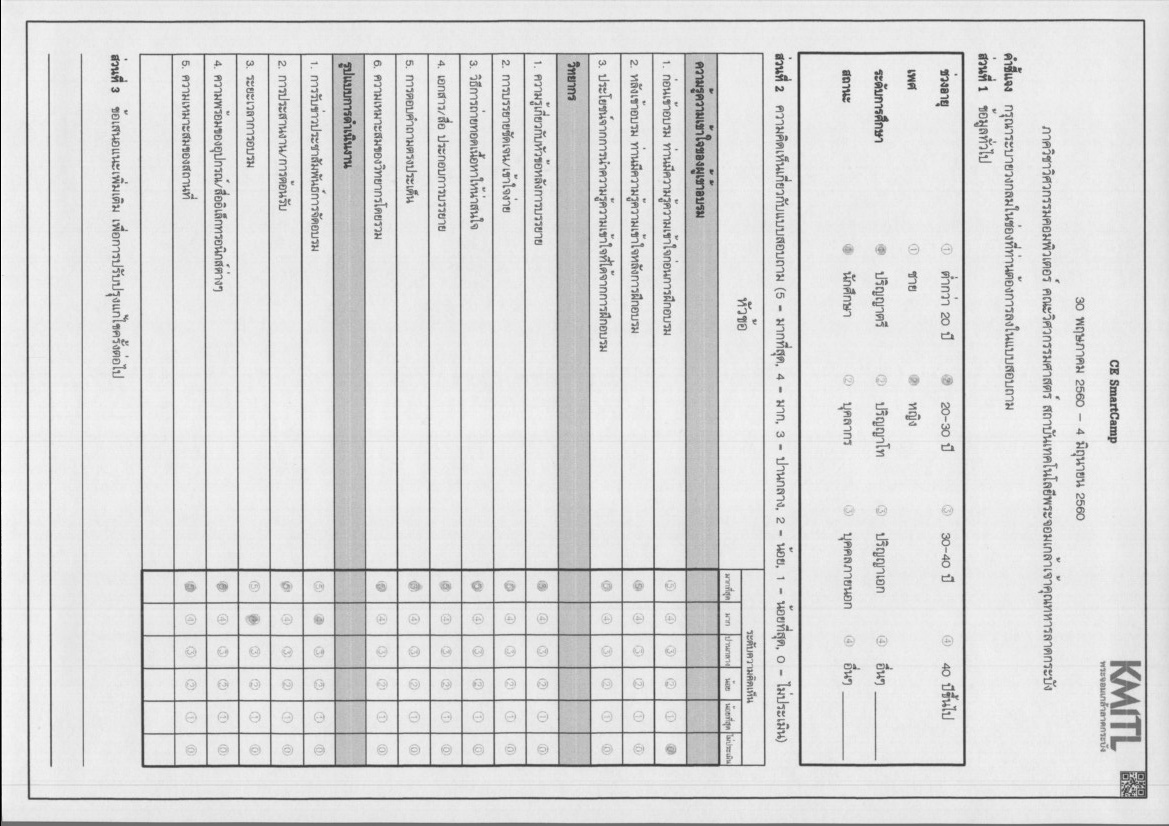 CE SmartCamp
30 พฤษภาคม 2560 - 4 มิถุนายน 2560
ภาควิชาวิศวกรรมคอมพิวเตอร์ คณะวิศวกรรมศาสตร์ สถาบันเทคโนโลยีพระจอมเกล้าเจ้าคุณทหารลาดกระบัง
KMITL
พระจอมเกล้าลาดกระบัง
คำชี้แจง กรุณาระบายวงกลมในช่องที่ท่านต้องการลงในแบบสอบถาม
ส่วนที่ 1 ข้อมูลทั่วไป
ช่วงอายุ ① ต่ำกว่า 20 ปี 20-30 ปี ③ 30-40 ปี ④ 40 ปีขึ้นไป
เพศ ① ชาย หญิง
ระดับการศึกษา ปริญญาตรี ② ปริญญาโท ③ ปริญญาเอก ④ อื่นๆ
สถานะ นักศึกษา ② บุคลากร ③ บุคคลภายนอก ④ อื่นๆ
ส่วนที่ 2 ความคิดเห็นเกี่ยวกับแบบสอบถาม (5 = มากที่สุด, 4 = มาก, 3 = ปานกลาง, 2 = น้อย, 1 = น้อยที่สุด, 0 = ไม่ประเมิน)
หัวข้อ ระดับความคิดเห็น
มากที่สุด มาก ปานกลาง น้อย น้อยที่สุด ไม่ประเมิน
ความรู้ความเข้าใจของผู้เข้าอบรม
1. ก่อนเข้าอบรม ท่านมีความรู้ความเข้าใจก่อนการฝึกอบรม ⑤ ④ ③ ② ①
2. หลังเข้าอบรม ท่านมีความรู้ความเข้าใจหลังการฝึกอบรม ④ ③ ② ① ⓪
3. ประโยชน์จากการนำความรู้ความเข้าใจที่ได้จากการฝึกอบรม ④ ③ ② ① ⓪
วิทยากร
1. ความรู้เกี่ยวกับหัวข้อหลังการบรรยาย ④ ③ ② ① ⓪
2. การบรรยายชัดเจน/เข้าใจง่าย ④ ③ ② ① ⓪
3. วิธีการถ่ายทอดเนื้อหาให้น่าสนใจ ④ ③ ② ① ⓪
4. เอกสาร/สื่อ ประกอบการบรรยาย ④ ③ ② ① ⓪
5. การตอบคำถามตรงประเด็น ④ ③ ② ① ⓪
6. ความเหมาะสมของวิทยากรโดยรวม ④ ③ ② ① ⓪
รูปแบบการดำเนินงาน
1. การรับข่าวประชาสัมพันธ์การจัดอบรม ⑤ ③ ② ① ⓪
2. การประสานงาน/การต้อนรับ ④ ③ ② ① ⓪
3. ระยะเวลาการอบรม ⑤ ③ ② ① ⓪
4. ความพร้อมของอุปกรณ์/สื่ออิเล็กทรอนิกส์ต่างๆ ④ ③ ② ① ⓪
5. ความเหมาะสมของสถานที่ ④ ③ ② ① ⓪
ส่วนที่ 3 ข้อเสนอแนะเพิ่มเติม เพื่อการปรับปรุงแก้ไขครั้งต่อไป